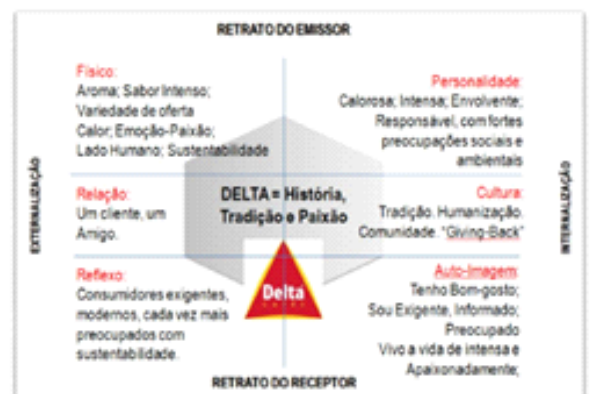 RETRATO DO EMISSOR
Físico:
Aroma; Sabor Intenso;
Variedade de oferta
Calor; Emoção-Paixão;
Lado Humano; Sustentabilidade
Personalidade:
Calorosa; Intensa; Envolvente;
Responsável, com fortes
preocupações sociais e
ambientais
EXTERNALIZAÇÃO
Relação:
Um cliente, um
Amigo.
DELTA = História,
Tradição e Paixão
Cultura:
Tradição. Humanização.
Comunidade. "Giving-Back"
INTERNALIZAÇÃO
Reflexo:
Consumidores exigentes,
modernos, cada vez mais
preocupados com
sustentabilidade.
Delta
Auto-Imagem:
Tenho Bom-gosto;
Sou Exigente, Informado;
Preocupado
Vivo a vida de intensa e
Apaixonadamente;
RETRATO DO RECEPTOR